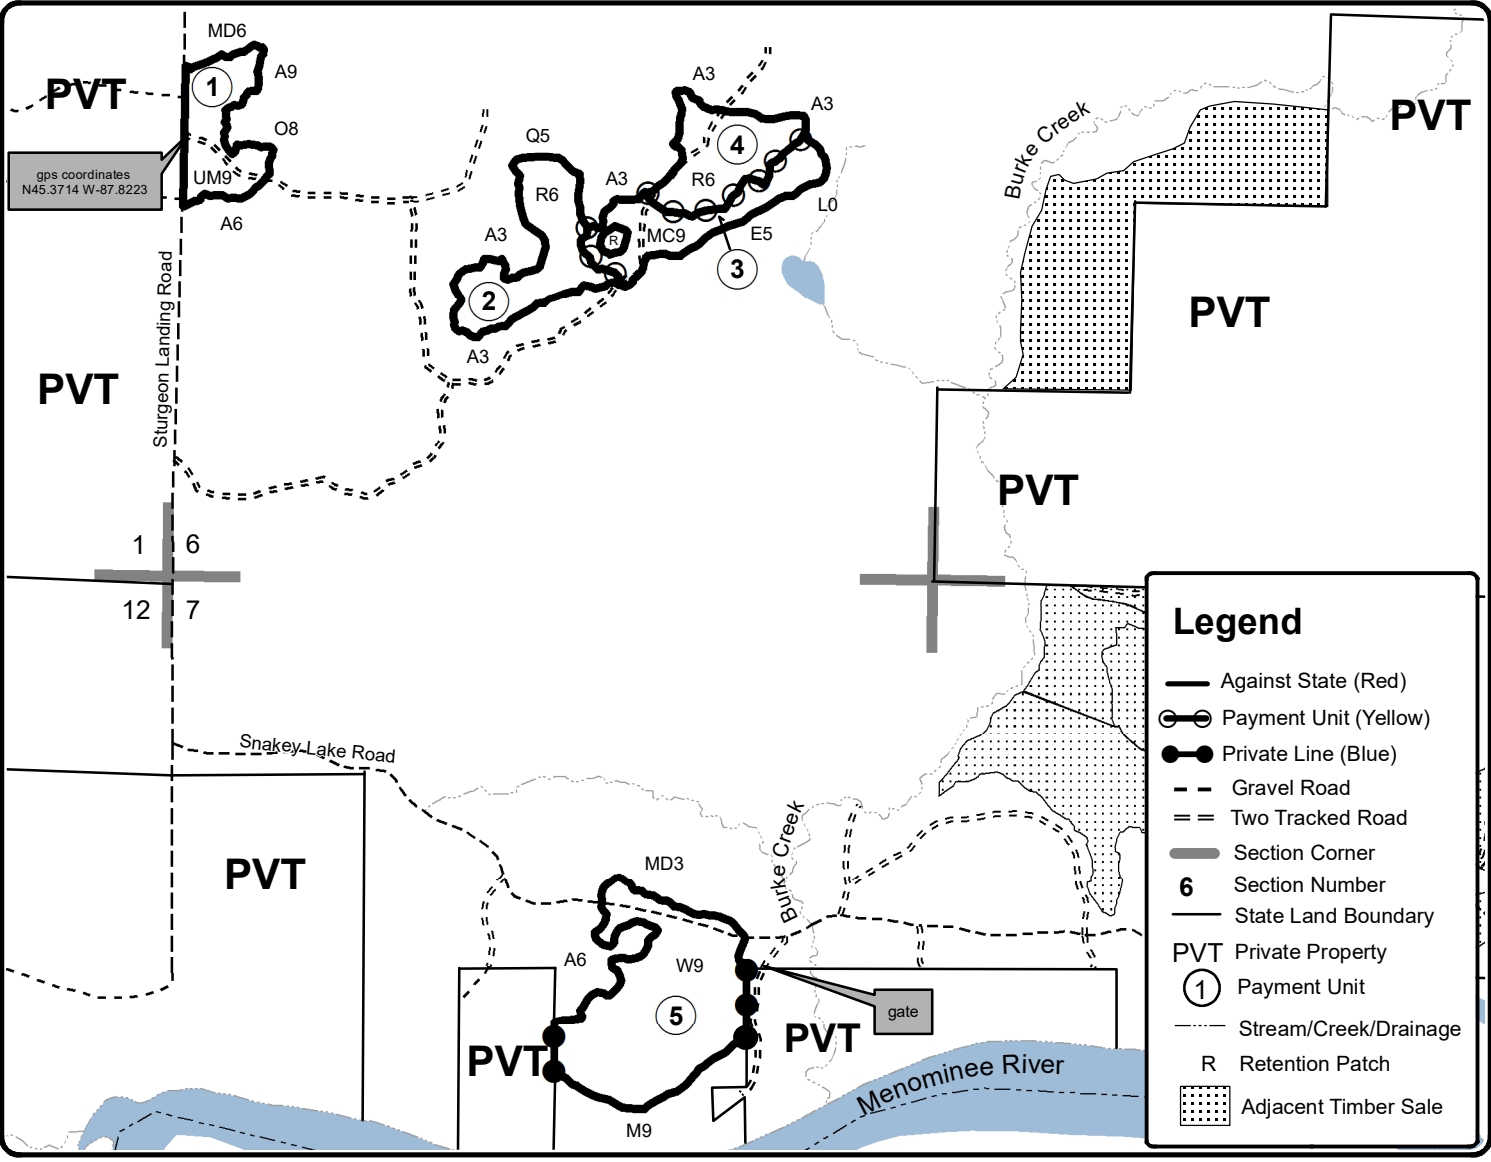 MD6
PVT
1
A9
O8
gps coordinates
N45.3714 W-87.8223
UM9
A6
Sturgeon Landing Road
PVT
Q5
R6
A3
2
A3
A3
R
MC9
A3
4
R6
A3
L0
E5
3
Burke Creek
PVT
PVT
PVT
1 6
12 7
Snakey Lake Road
PVT
MD3
A6
W9
5
PVT
M9
Burke Creek
gate
PVT
Menominee River
Legend
Against State (Red)
Payment Unit (Yellow)
Private Line (Blue)
Gravel Road
Two Tracked Road
Section Corner
6 Section Number
State Land Boundary
PVT Private Property
1 Payment Unit
Stream/Creek/Drainage
R Retention Patch
Adjacent Timber Sale